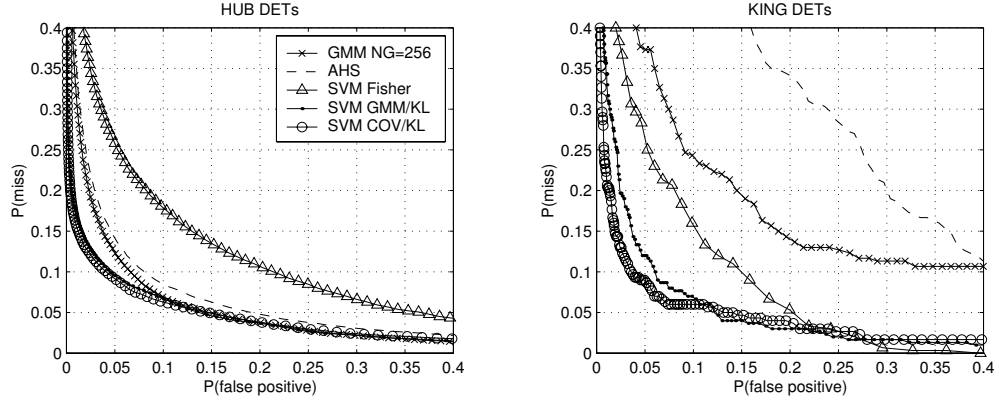 HUB DETs
0.4
0.35
0.3
0.25
0.2
0.15
0.1
0.05
0
P(miss)
GMM NG=256
AHS
SVM Fisher
SVM GMM/KL
SVM COV/KL
0 0.05 0.1 0.15 0.2 0.25 0.3 0.35 0.4
P(false positive)
KING DETs
0.4
0.35
0.3
0.25
0.2
0.15
0.1
0.05
0
P(miss)
0 0.05 0.1 0.15 0.2 0.25 0.3 0.35 0.4
P(false positive)